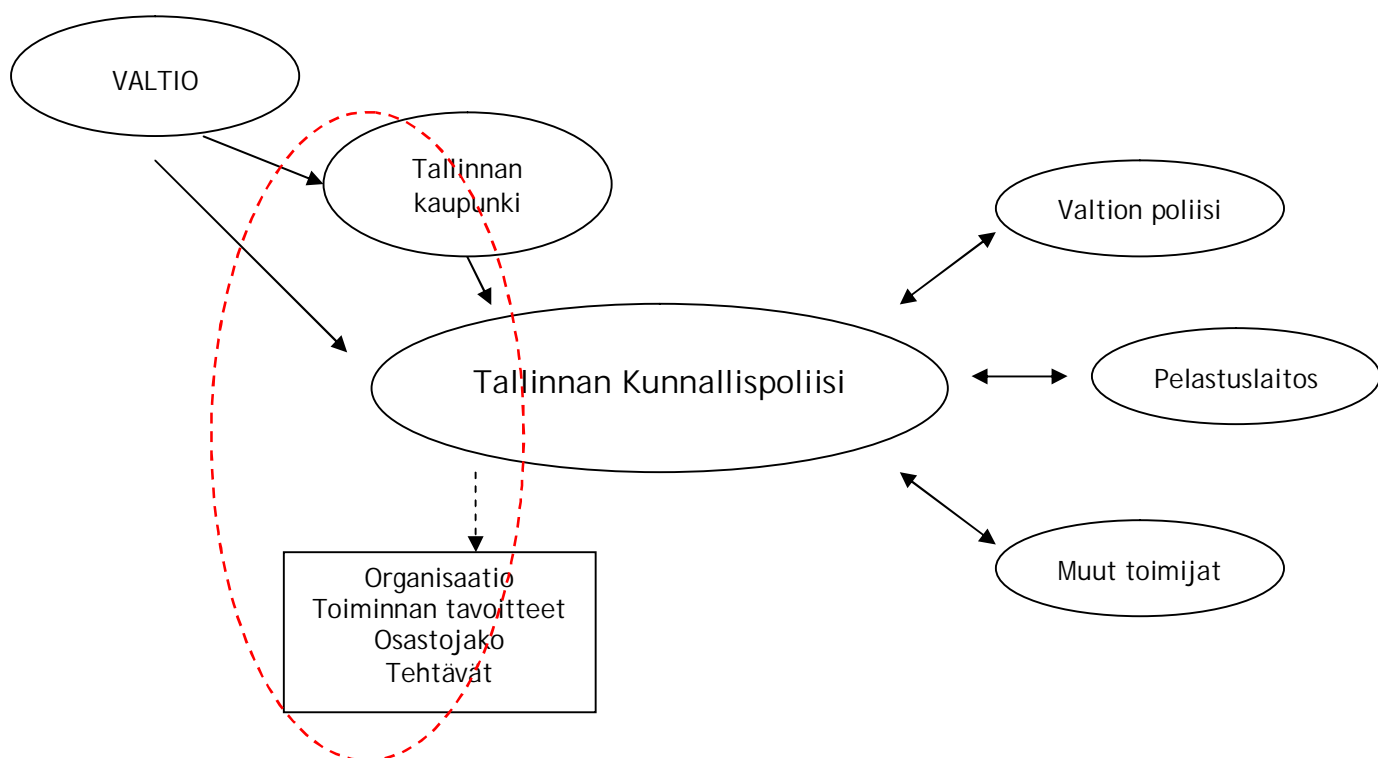 VALTIO
Tallinnan
kaupunki
Valtion poliisi
Tallinnan Kunnallispoliisi
Pelastuslaitos
Muut toimijat
Organisaatio
Toiminnan tavoitteet
Osastojako
Tehtävät